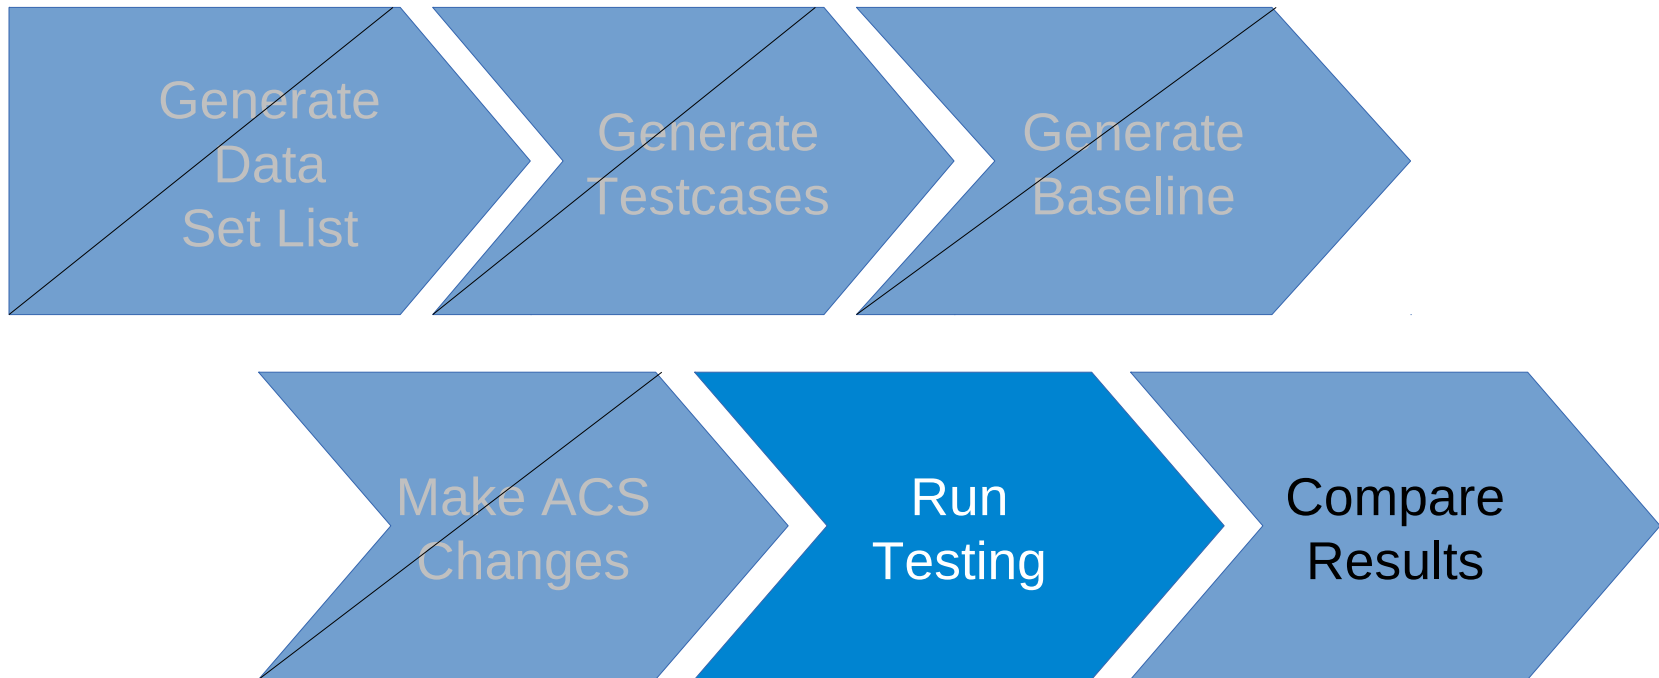 Generate
Data
Set List
Generate
Testcases
Generate
Baseline
Make ACS
Changes
Run
Testing
Compare
Results